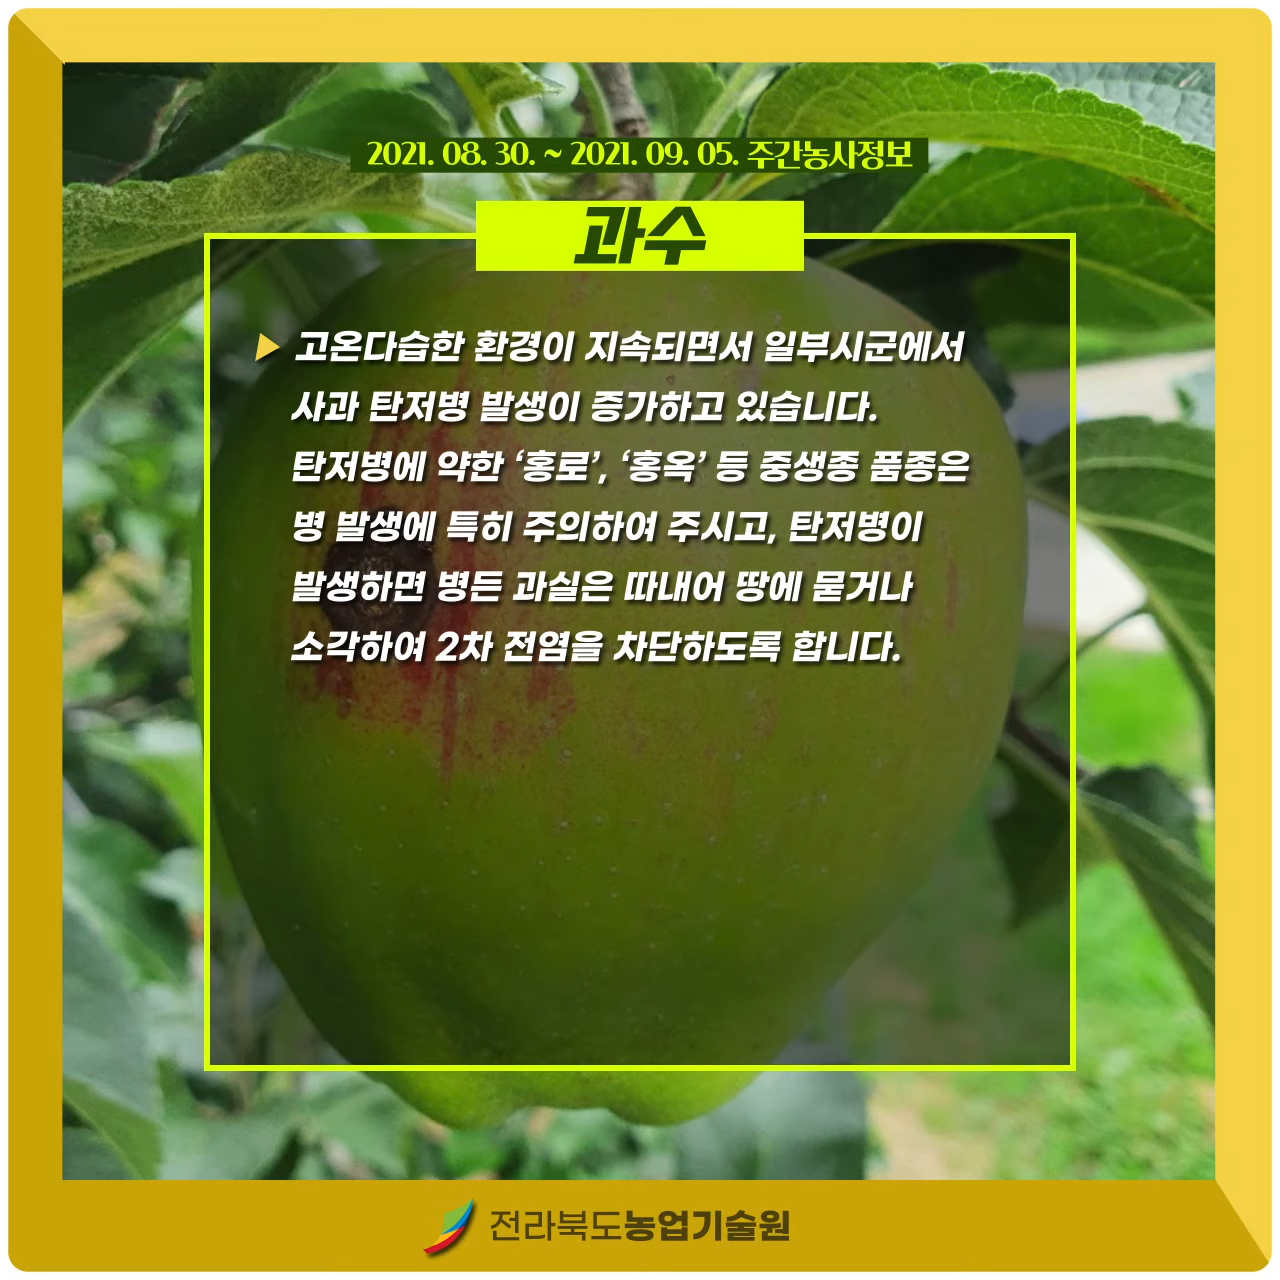 2021. 08. 30. ~ 2021. 09. 05. 주간농사정보
과수
▶ 고온다습한 환경이 지속되면서 일부시군에서
사과 탄저병 발생이 증가하고 있습니다.
탄저병에 약한 ‘홍로’, ‘홍옥’ 등 중생종 품종은
병 발생에 특히 주의하여 주시고, 탄저병이
발생하면 병든 과실은 따내어 땅에 묻거나
소각하여 2차 전염을 차단하도록 합니다.
전라북도농업기술원